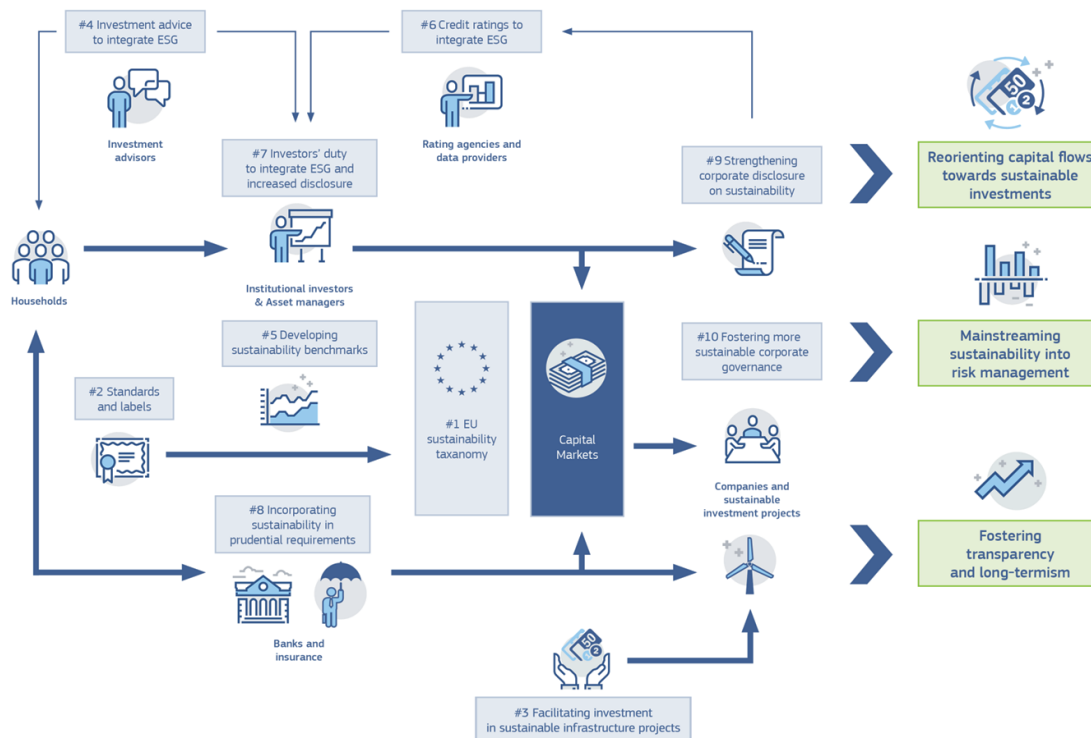 #4 Investment advice
to integrate ESG
#6 Credit ratings to
integrate ESG
Investment
advisors
Rating agencies and
data providers
#7 Investors' duty
to integrate ESG and
increased disclosure
#9 Strengthening
corporate disclosure
on sustainability
50
2
Reorienting capital flows
towards sustainable
investments
Households
Institutional investors
& Asset managers
#5 Developing
sustainability benchmarks
#10 Fostering more
sustainable corporate
governance
Mainstreaming
sustainability into
risk management
#2 Standards
and labels
#1 EU
sustainability
taxanomy
Capital
Markets
Companies and
sustainable
investment projects
#8 Incorporating
sustainability in
prudential requirements
Fostering
transparency
and long-termism
Banks and
insurance
50
#3 Facilitating investment
in sustainable infrastructure projects